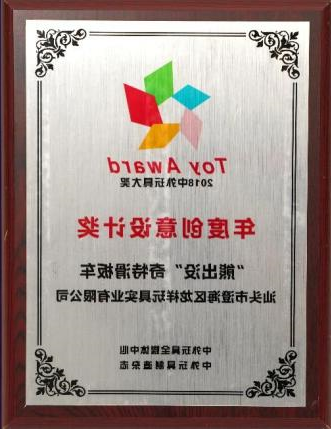 Toy Award
2018中外玩具大奖
年度创意设计奖
“熊出没”奇特滑板车
汕头市澄海区龙祥玩具实业有限公司
中外玩具全媒体中心
中外玩具制造杂志